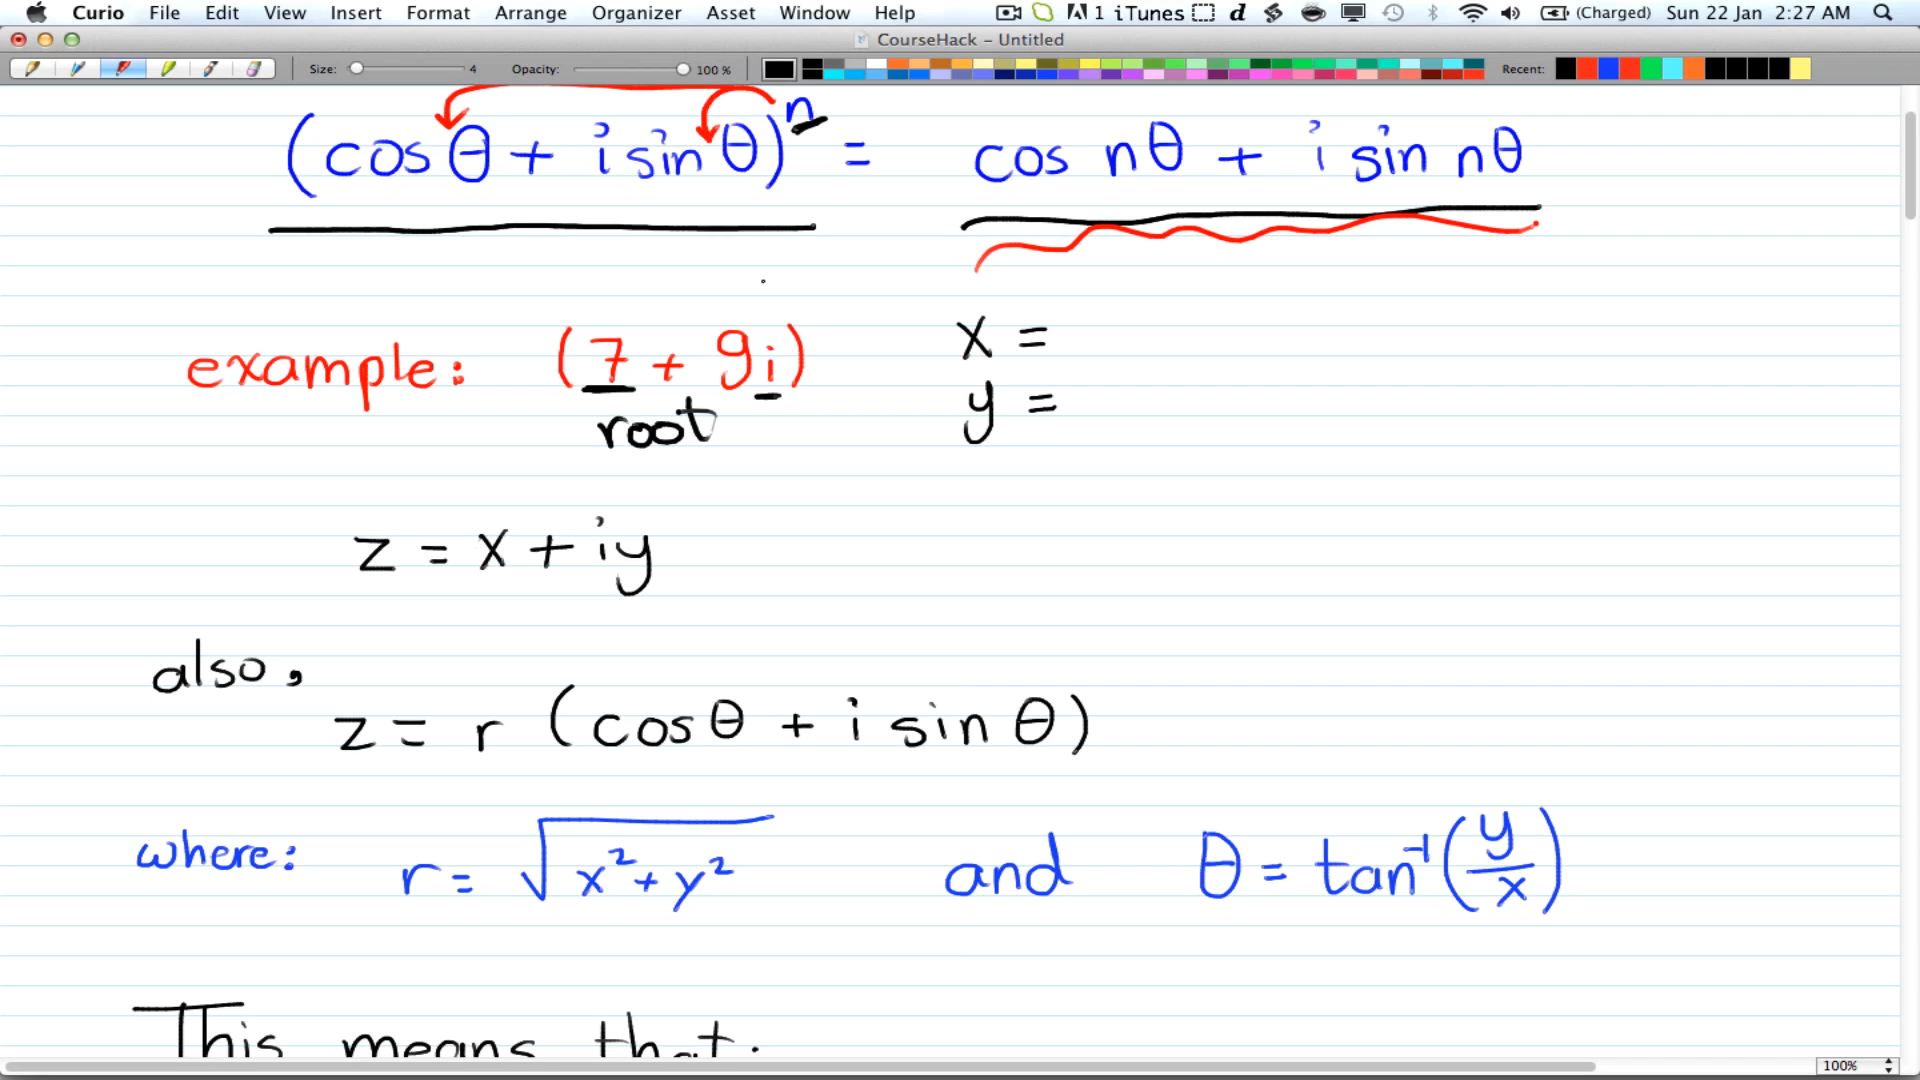 Curio File Edit View Insert Format Arrange Organizer Asset Window Help 1 iTunes d (Charged) Sun 22 Jan 2:27 AM
CourseHack – Untitled
Size: 4 Opacity: 100 % Recent:
(cosθ + i sin θ)ⁿ = cos nθ + i sin nθ
example: (7 + 9i) x =
root y =
z = x + iy
also,
z = r (cosθ + i sin θ)
where: r = √x²+y² and θ = tan⁻¹(y/x)
This means that:
100%